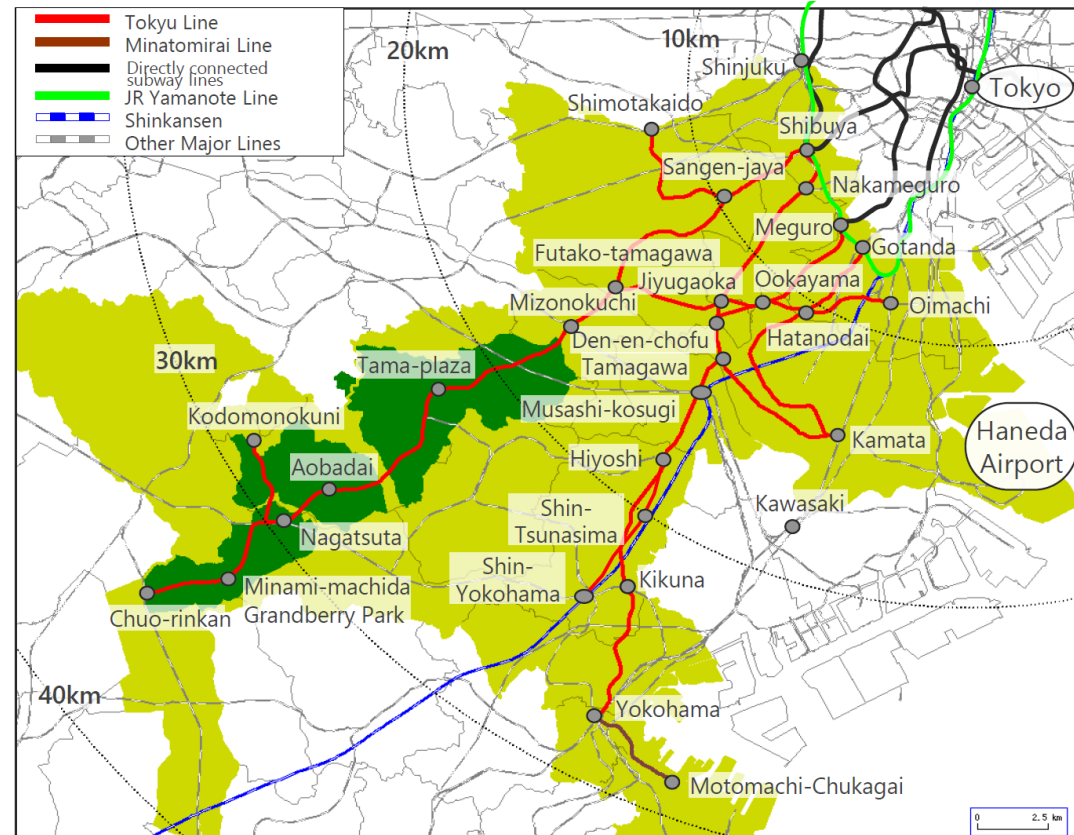 Tokyu Line
Minatomirai Line
Directly connected
subway lines
JR Yamanote Line
Shinkansen
Other Major Lines
20km
10km
Shinjuku
Tokyo
Shimotakaido
Shibuya
Sangen-jaya
Nakameguro
Meguro
Gotanda
Futako-tamagawa
Jiyugaoka
Ookayama
Mizonokuchi
Oimachi
Den-en-chofu
Hatanodai
30km
Tama-plaza
Tamagawa
Kodomonokuni
Musashi-kosugi
Kamata
Haneda
Airport
Aobadai
Hiyoshi
Kawasaki
Shin-
Tsunasima
Nagatsuta
Shin-
Yokohama
Kikuna
Minami-machida
Grandberry Park
Chuo-rinkan
40km
Yokohama
Motomachi-Chukagai
0 2.5 km